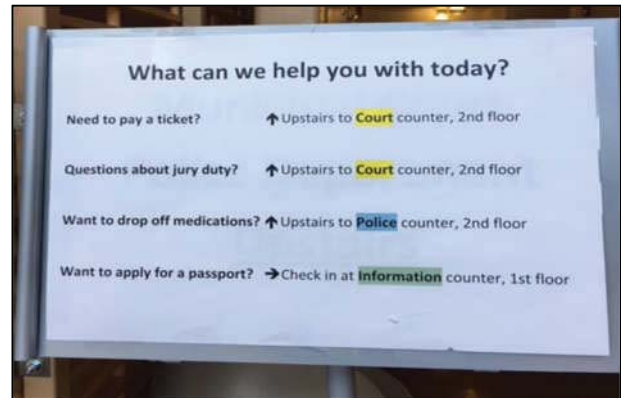 What can we help you with today?
Need to pay a ticket? ↑ Upstairs to Court counter, 2nd floor
Questions about jury duty? ↑ Upstairs to Court counter, 2nd floor
Want to drop off medications? ↑ Upstairs to Police counter, 2nd floor
Want to apply for a passport? → Check in at Information counter, 1st floor